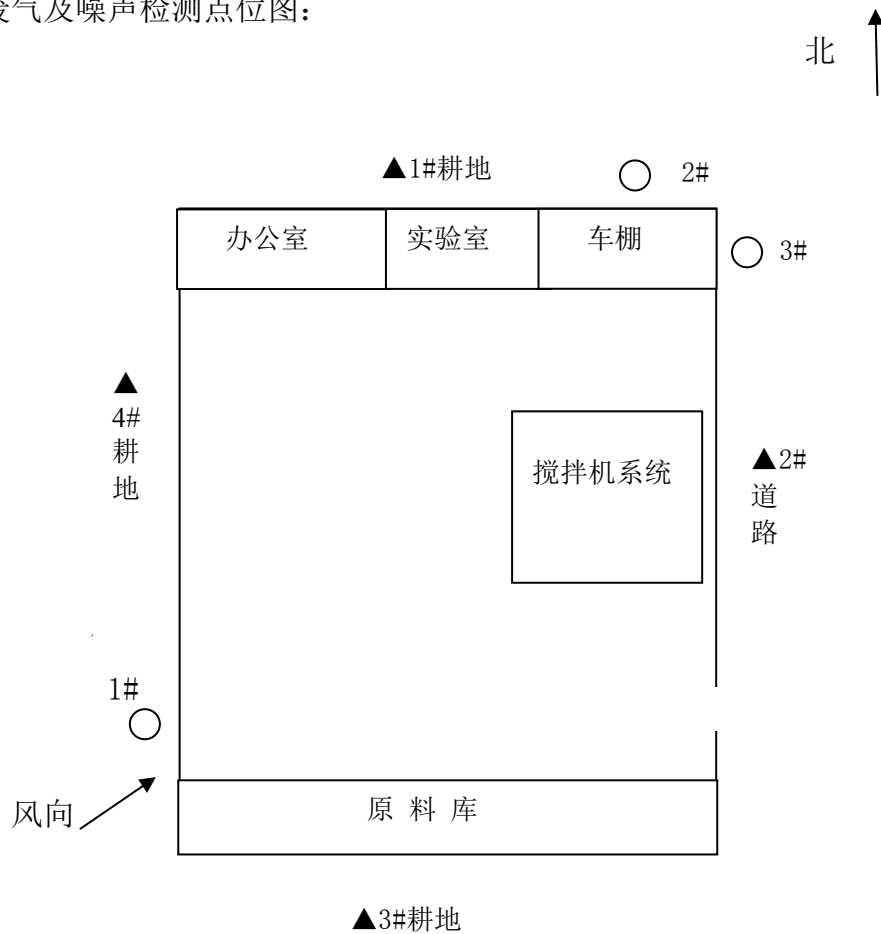 废气及噪声检测点位图：
北
▲1#耕地
2#
办公室
实验室
车棚
3#
▲
4#
耕
地
搅拌机系统
▲2#
道
路
1#
风向
原 料 库
▲3#耕地